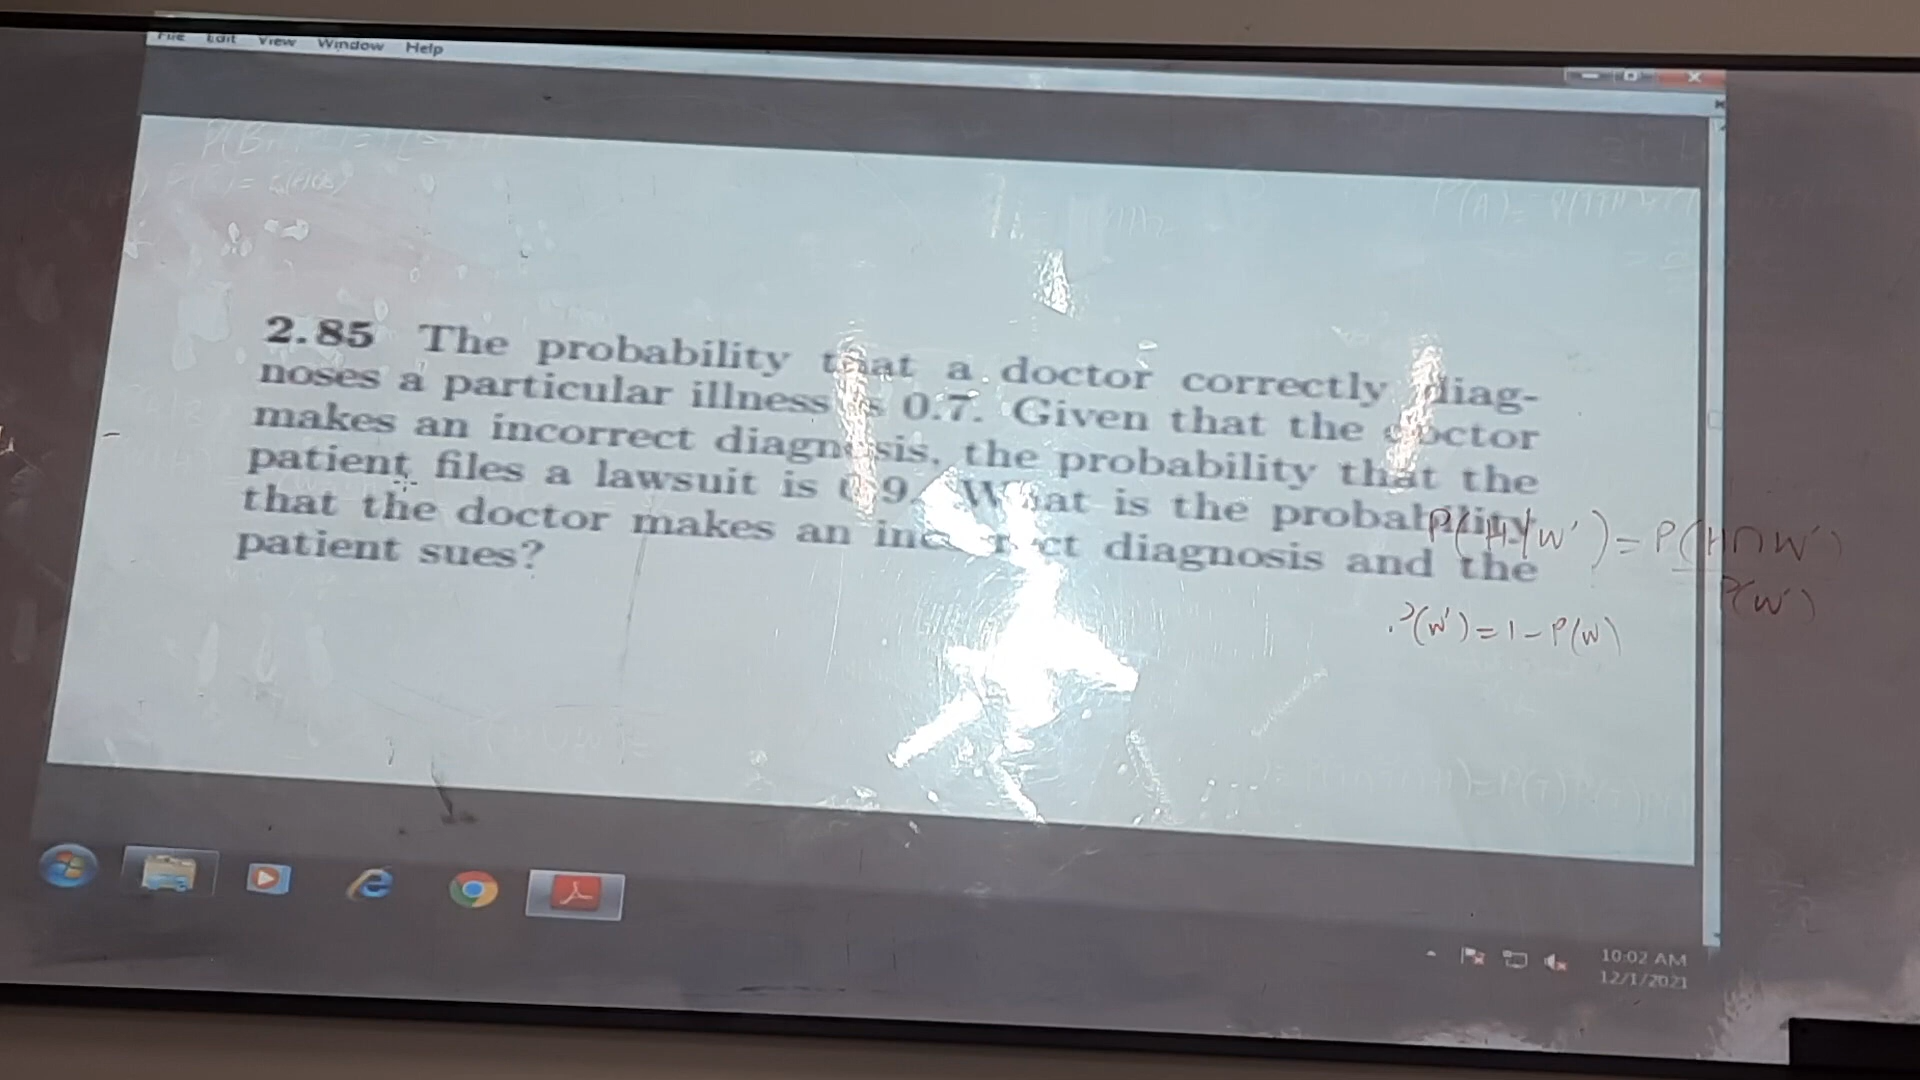 File Edit View Window Help
2.85 The probability that a doctor correctly diag-
noses a particular illness is 0.7. Given that the doctor
makes an incorrect diagnosis, the probability that the
patient files a lawsuit is 0.9. What is the probability
that the doctor makes an incorrect diagnosis and the
patient sues?
P(H/W') = P(H∩W')
P(W')
P(W') = 1 - P(W)
10:02 AM
12/1/2021